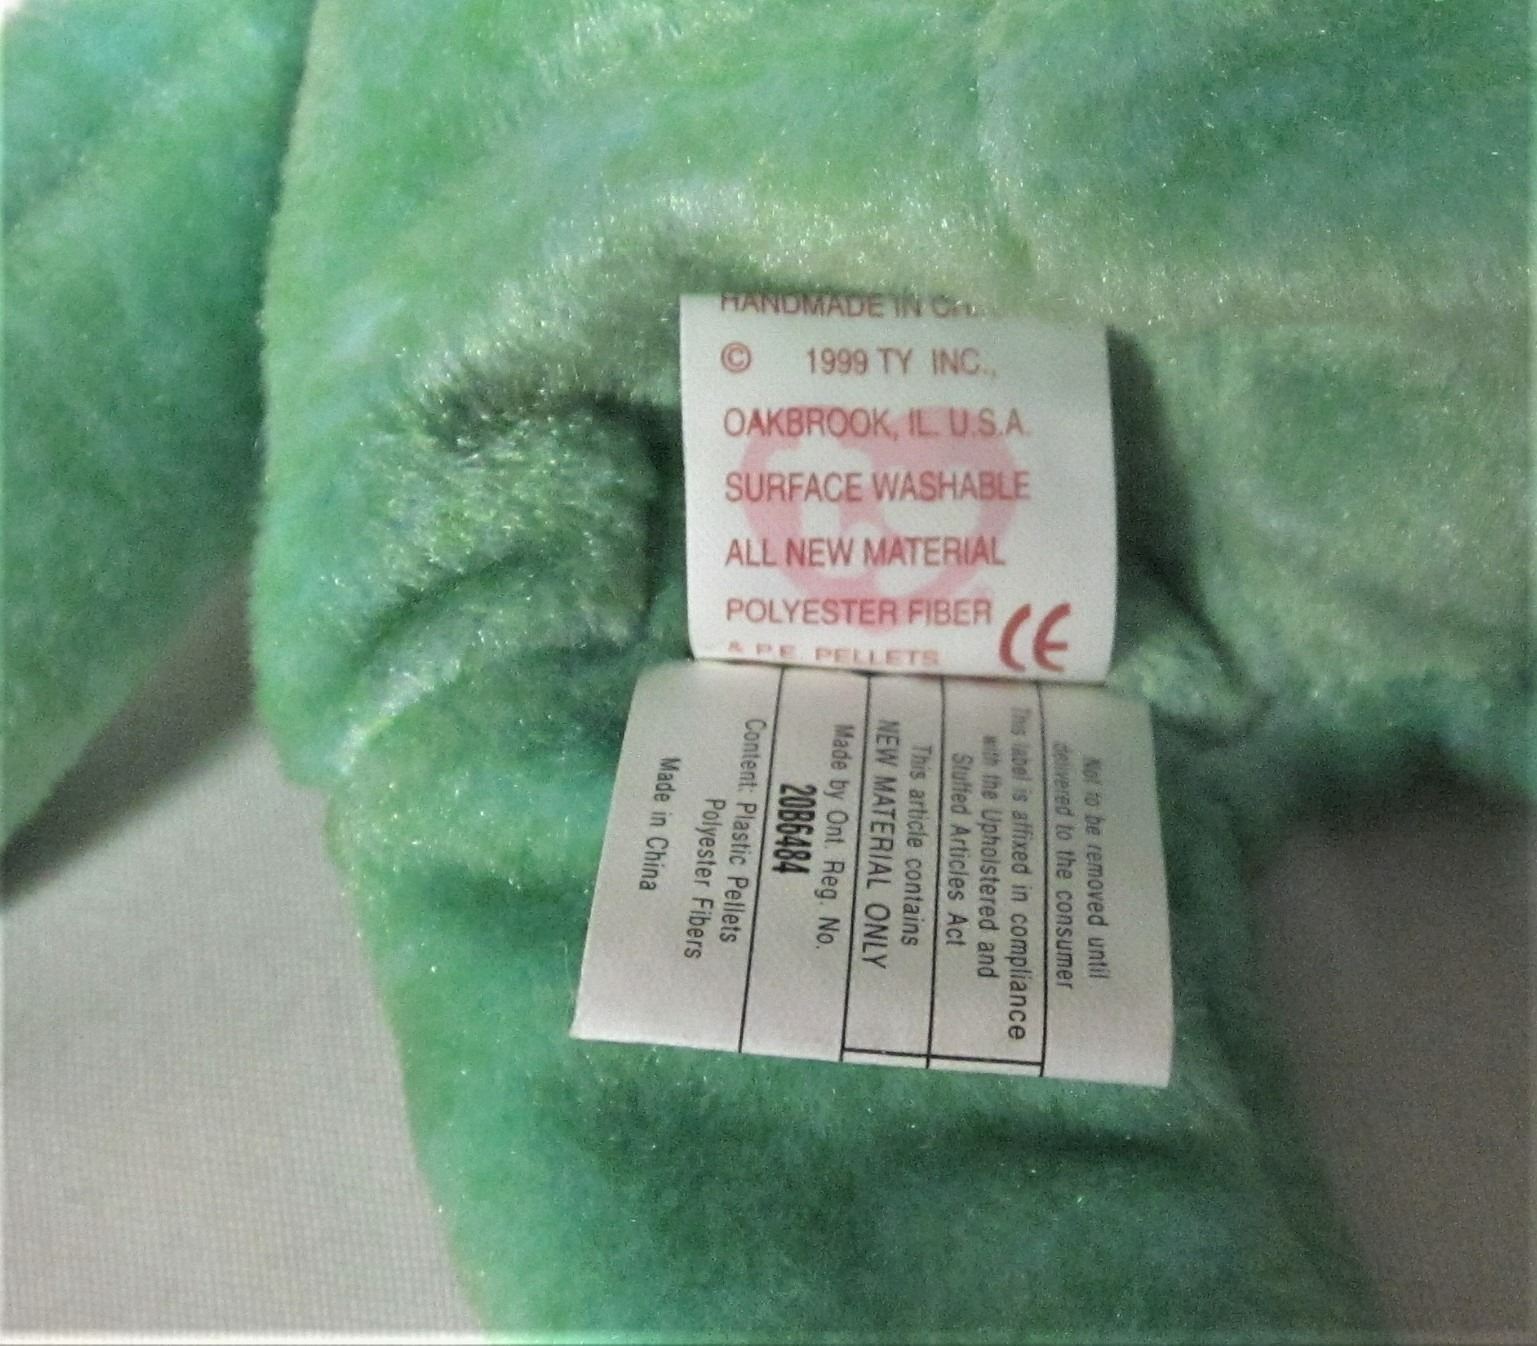 HANDMADE IN
© 1999 TY INC.,
OAKBROOK, IL. U.S.A.
SURFACE WASHABLE
ALL NEW MATERIAL
POLYESTER FIBER
& P.E. PELLETS CE
Not to be removed until
delivered to the consumer
This label is affixed in compliance
with the Upholstered and
Stuffed Articles Act
This article contains
NEW MATERIAL ONLY
Made by Ont. Reg. No.
20B6484
Content: Plastic Pellets
Polyester Fibers
Made in China